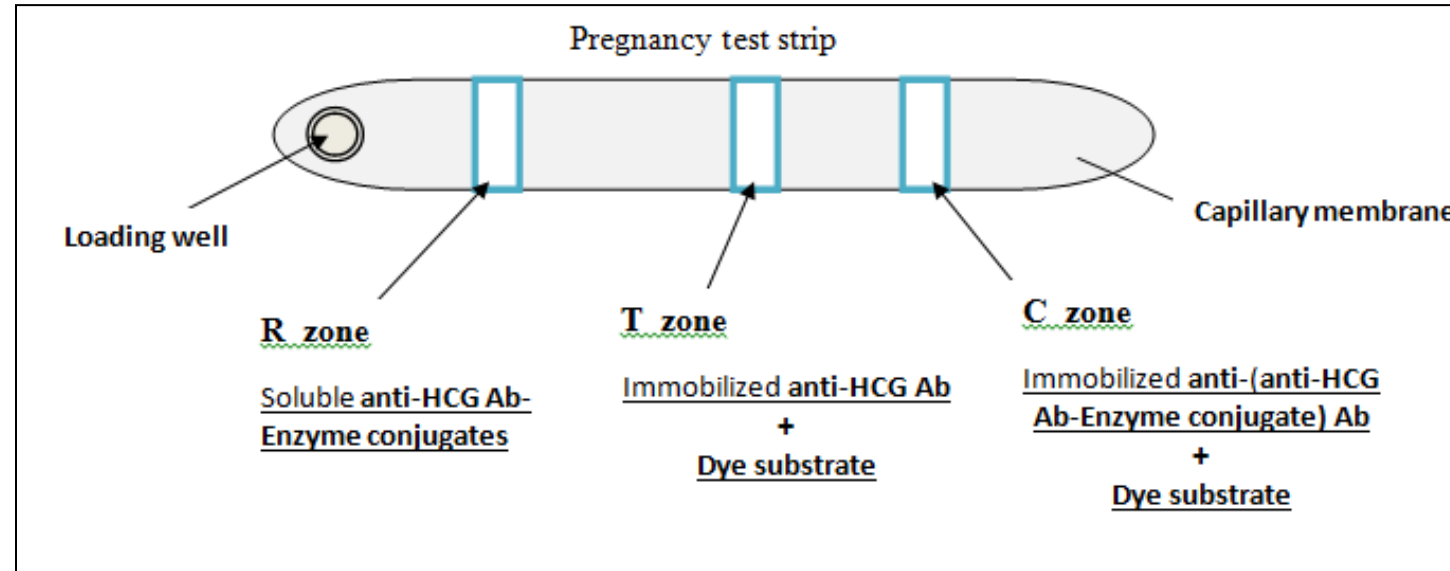 Pregnancy test strip
Loading well
Capillary membrane
R zone
Soluble anti-HCG Ab-
Enzyme conjugates
T zone
Immobilized anti-HCG Ab
+
Dye substrate
C zone
Immobilized anti-(anti-HCG
Ab-Enzyme conjugate) Ab
+
Dye substrate